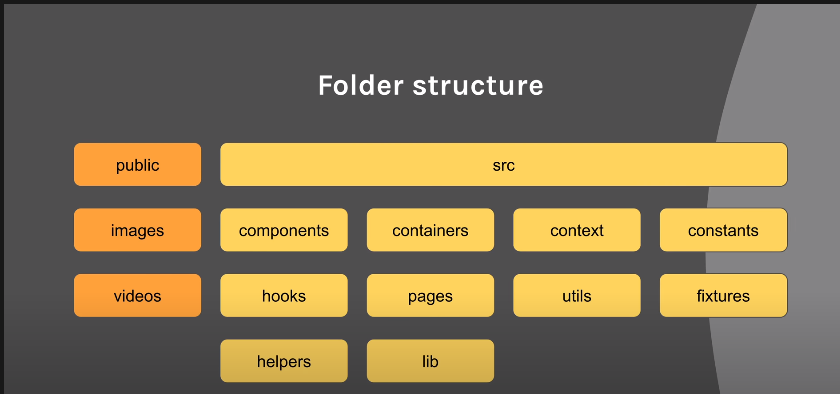 Folder structure
public src
images components containers context constants
videos hooks pages utils fixtures
helpers lib